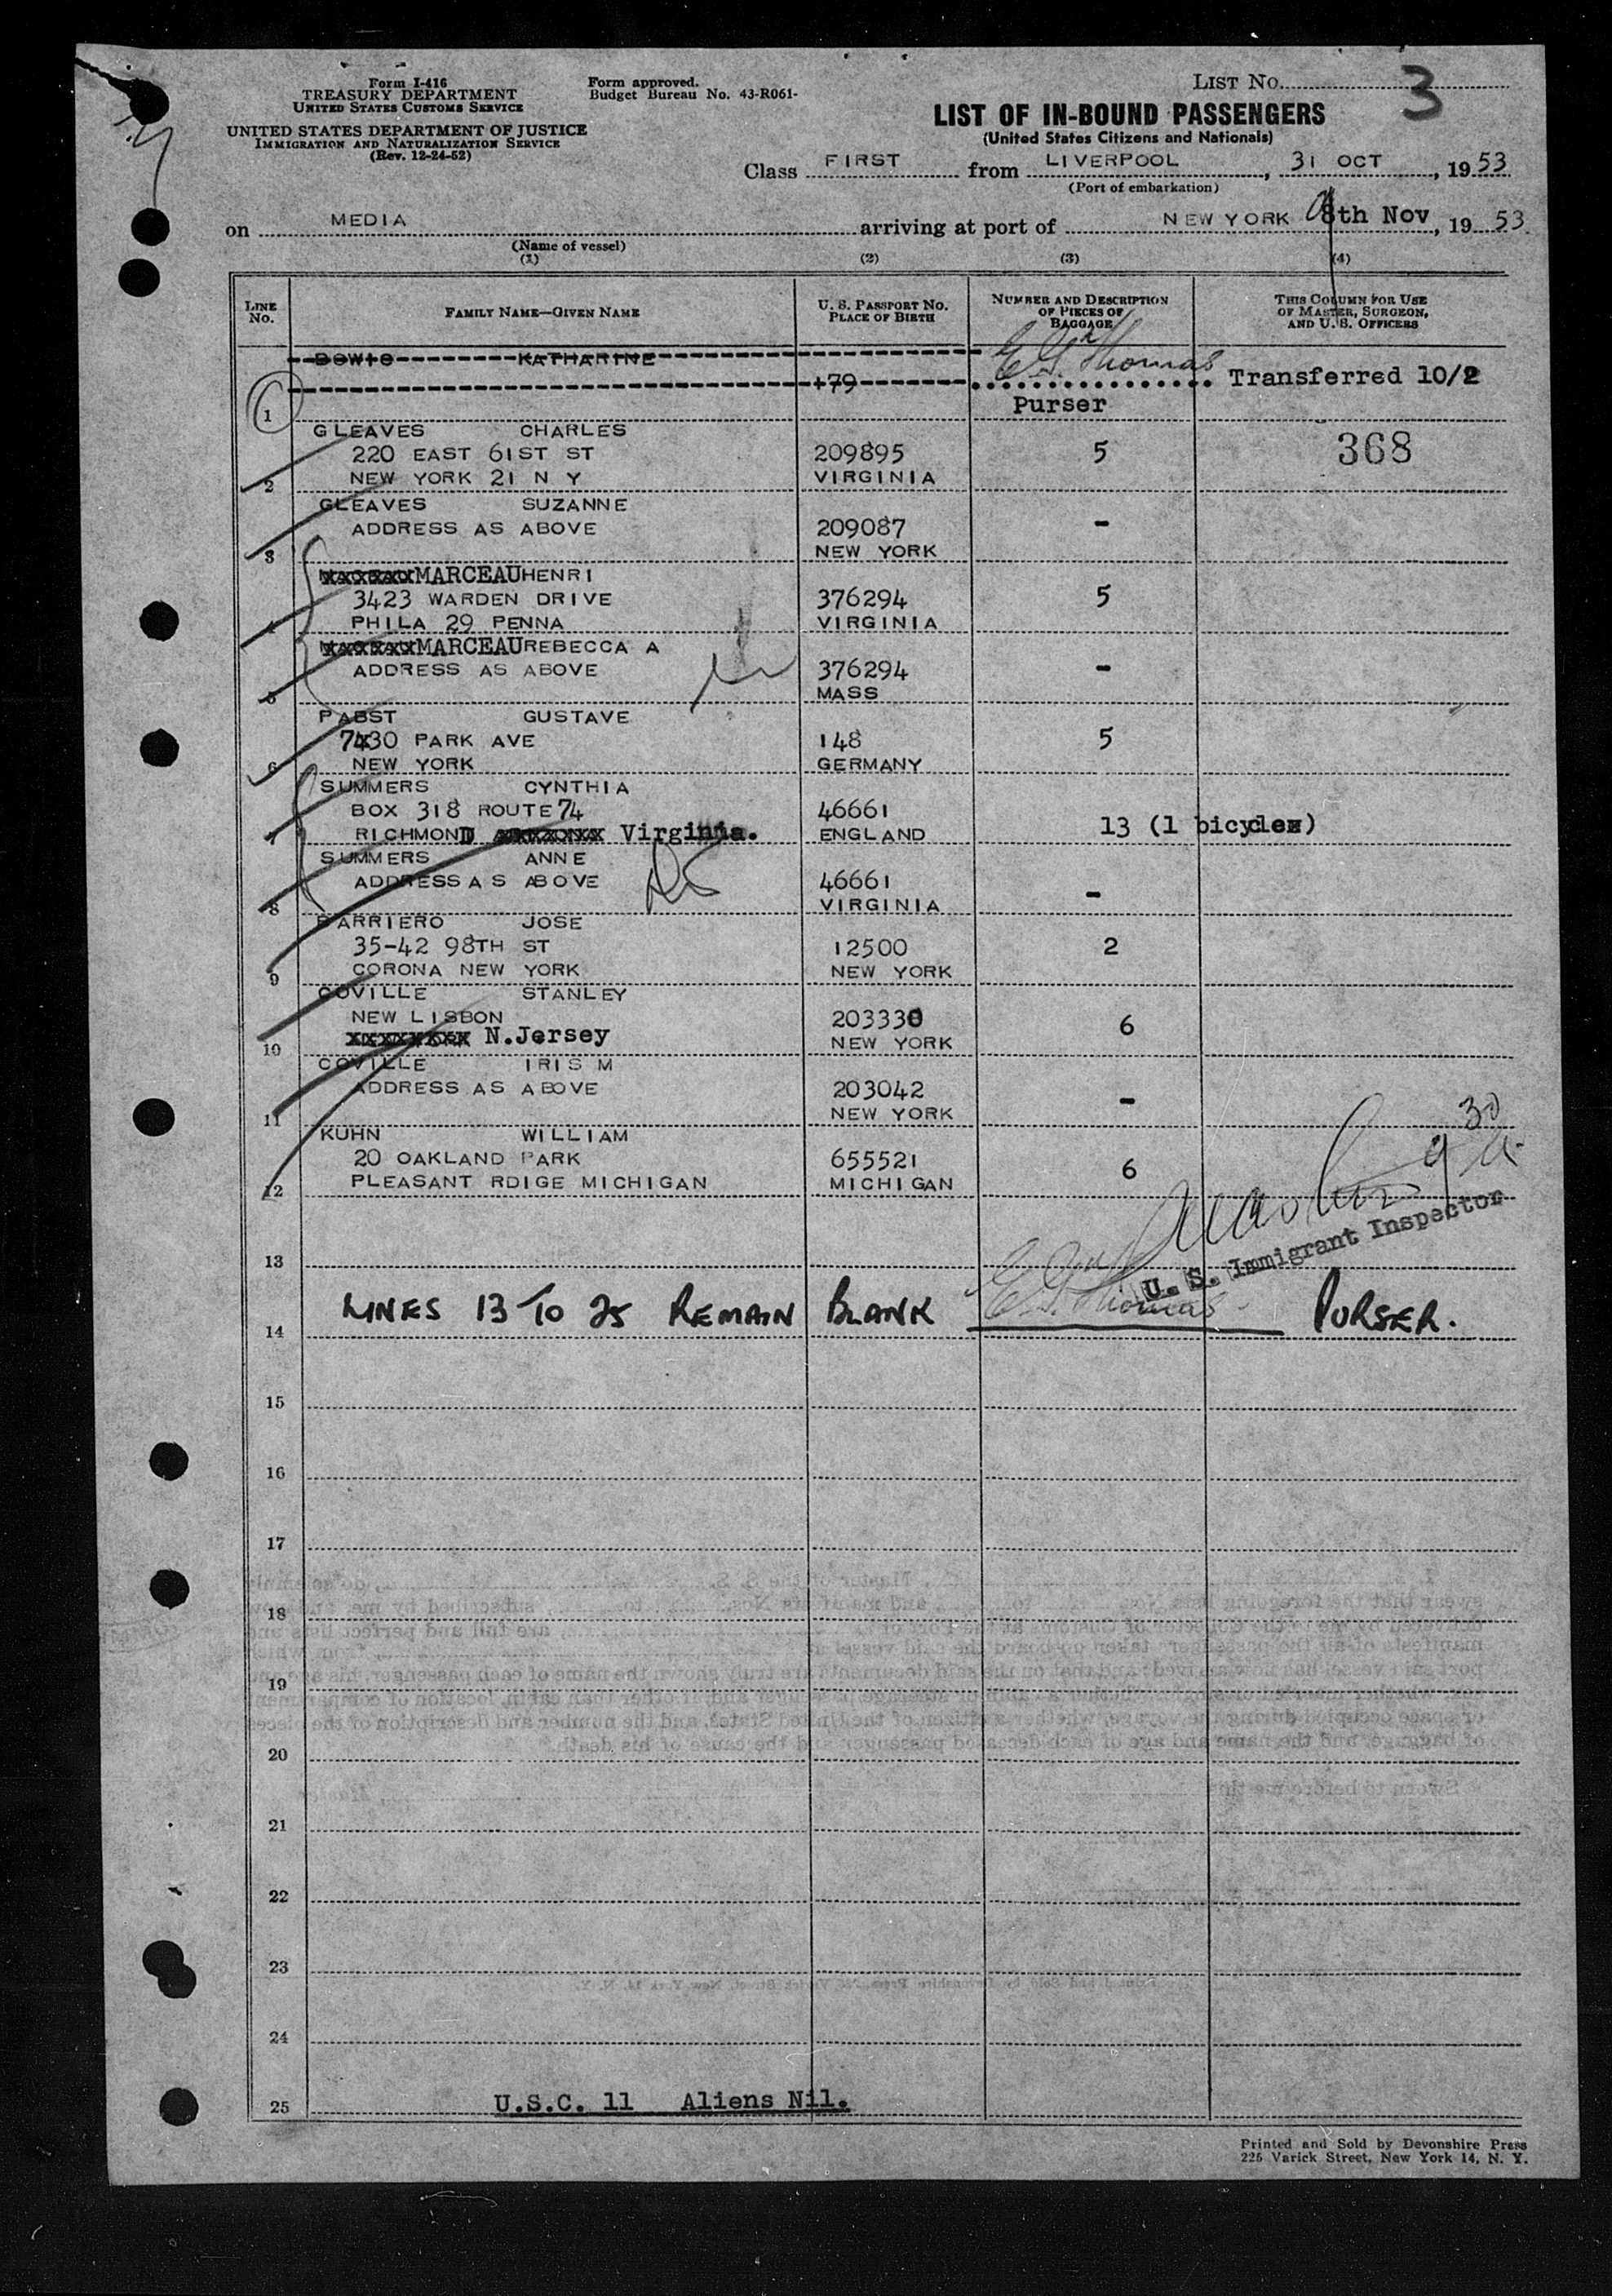 Form I-416
TREASURY DEPARTMENT
UNITED STATES CUSTOMS SERVICE
UNITED STATES DEPARTMENT OF JUSTICE
IMMIGRATION AND NATURALIZATION SERVICE
(Rev. 12-24-52)
Form approved.
Budget Bureau No. 43-R061-
LIST No. 3
LIST OF IN-BOUND PASSENGERS
(United States Citizens and Nationals)
Class FIRST from LIVERPOOL, 31 OCT, 1953
(Port of embarkation)
on MEDIA arriving at port of NEW YORK 8th Nov, 1953.
(Name of vessel)
(1) (2) (3) (4)
LINE No. FAMILY NAME—GIVEN NAME U. S. PASSPORT NO. PLACE OF BIRTH NUMBER AND DESCRIPTION OF PIECES OF BAGGAGE THIS COLUMN FOR USE OF MASTER, SURGEON, AND U. S. OFFICERS
KATHARINE
E.G. Thomas Transferred 10/2
1 Purser
GLEAVES CHARLES
220 EAST 61ST ST 209895 5 368
2 NEW YORK 21 N Y VIRGINIA
GLEAVES SUZANNE
ADDRESS AS ABOVE 209087 -
3 NEW YORK
MARCEAU HENRI
3423 WARDEN DRIVE 376294 5
4 PHILA 29 PENNA VIRGINIA
MARCEAU REBECCA A
ADDRESS AS ABOVE 376294 -
5 MASS
PABST GUSTAVE
7430 PARK AVE 148 5
6 NEW YORK GERMANY
SUMMERS CYNTHIA
BOX 318 ROUTE 74 46661
7 RICHMOND Virginia. ENGLAND 13 (1 bicycle)
SUMMERS ANNE
ADDRESS AS ABOVE 46661 -
8 VIRGINIA
BARRIERO JOSE
35-42 98TH ST 12500 2
9 CORONA NEW YORK NEW YORK
COVILLE STANLEY
NEW LISBON 203330 6
10 xxxxxxxx N.Jersey NEW YORK
COVILLE IRIS M
ADDRESS AS ABOVE 203042 -
11 NEW YORK
KUHN WILLIAM
20 OAKLAND PARK 655521 6
12 PLEASANT RDIGE MICHIGAN MICHIGAN
U. S. Immigrant Inspector
13
LINES 13 TO 25 REMAIN BLANK E.G. Thomas PURSER.
14
15
16
17
18
19
20
21
22
23
24
25 U.S.C. 11 Aliens Nil.
Printed and Sold by Devonshire Press
225 Varick Street, New York 14, N. Y.